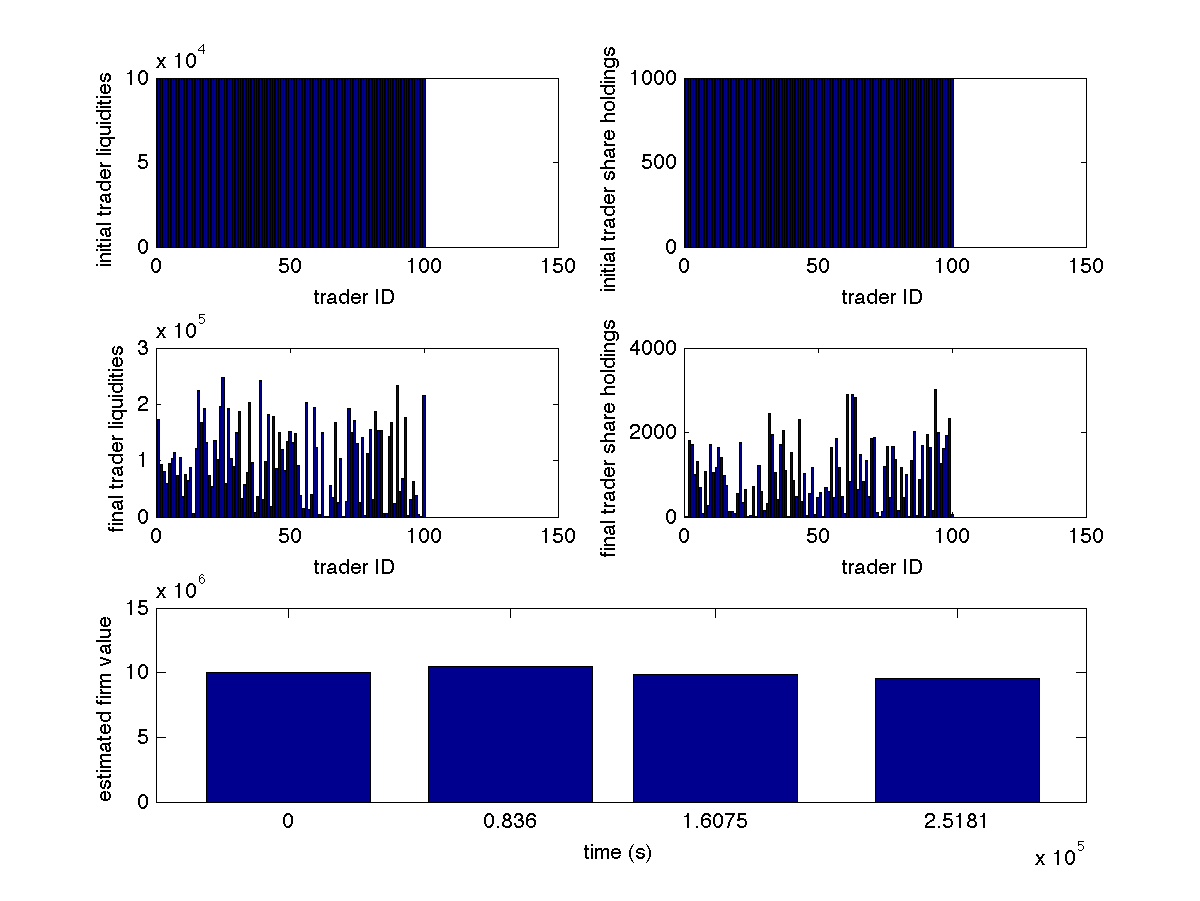 x 10^4
10
5
0
initial trader liquidities
0 50 100 150
trader ID
1000
500
0
initial trader share holdings
0 50 100 150
trader ID
x 10^5
3
2
1
0
final trader liquidities
0 50 100 150
trader ID
4000
2000
0
final trader share holdings
0 50 100 150
trader ID
x 10^6
15
10
5
0
estimated firm value
0 0.836 1.6075 2.5181
time (s)
x 10^5